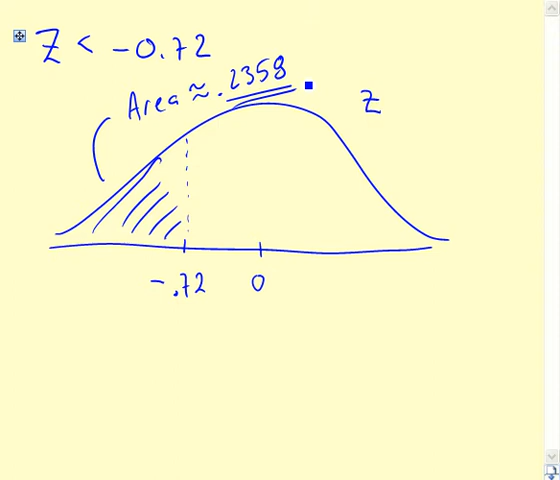 Z < -0.72
Area ≈ .2358
Z
-.72 0